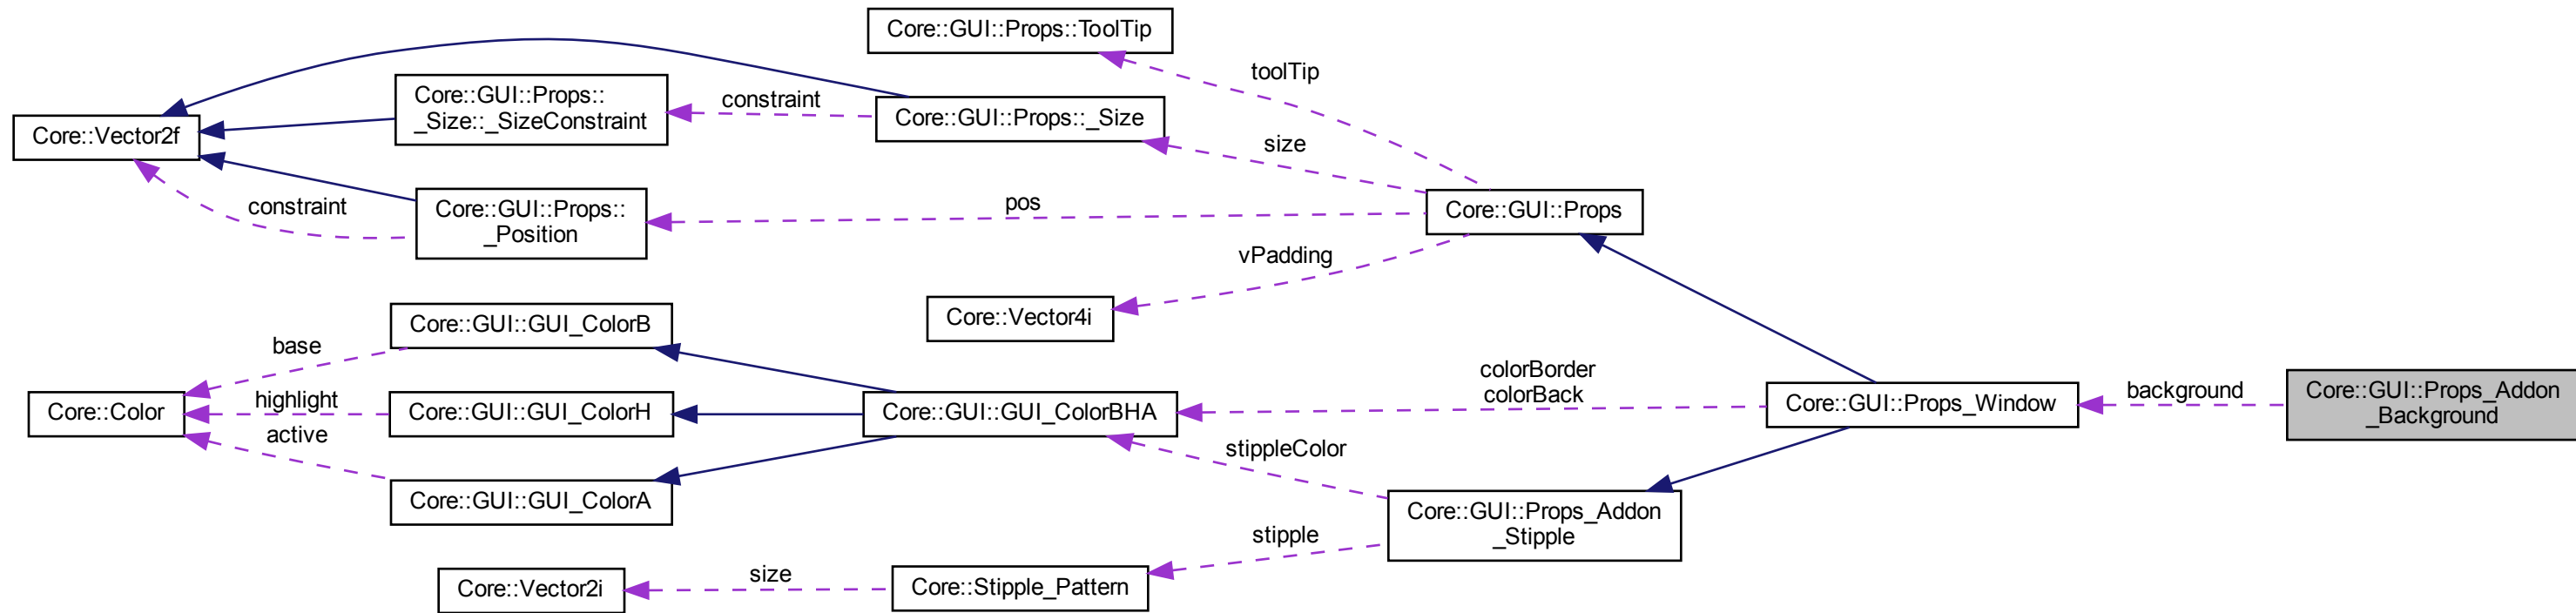 Core::GUI::Props::ToolTip
toolTip
Core::GUI::Props::
_Size::_SizeConstraint
constraint
Core::GUI::Props::_Size
Core::Vector2f
size
constraint
Core::GUI::Props::
_Position
pos
Core::GUI::Props
vPadding
Core::Vector4i
Core::GUI::GUI_ColorB
base
colorBorder
colorBack
Core::Color
highlight
Core::GUI::GUI_ColorH
Core::GUI::GUI_ColorBHA
Core::GUI::Props_Window
background
Core::GUI::Props_Addon
_Background
active
stippleColor
Core::GUI::GUI_ColorA
Core::GUI::Props_Addon
_Stipple
stipple
Core::Vector2i
size
Core::Stipple_Pattern